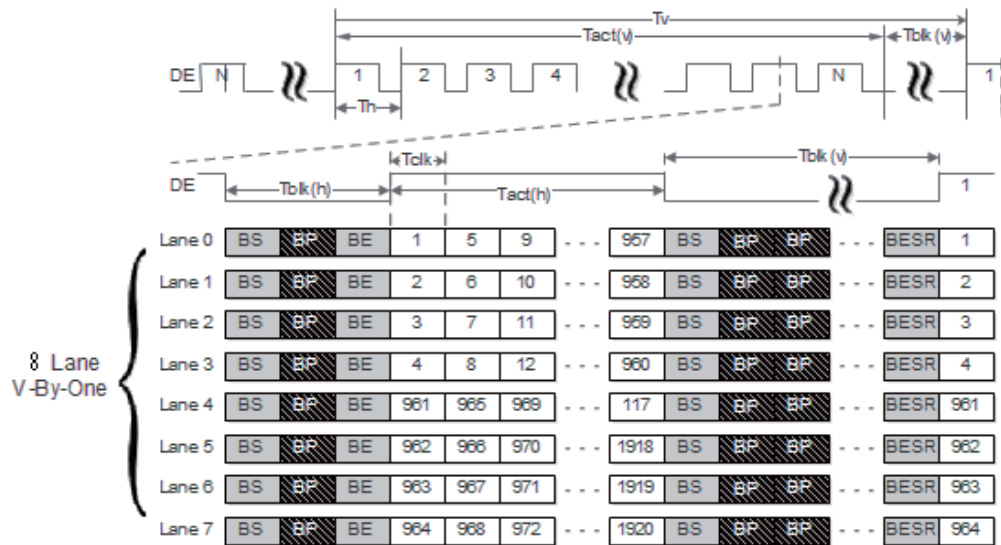 Tv
Tact(v) Tblk (v)
DE N 1 2 3 4 N 1
Th
Tclk Tblk (v)
DE Tblk(h) Tact(h) 1
Lane 0 BS BP BE 1 5 9 - - - 957 BS BP BP - - - BESR 1
Lane 1 BS BP BE 2 6 10 - - - 958 BS BP BP - - - BESR 2
Lane 2 BS BP BE 3 7 11 - - - 959 BS BP BP - - - BESR 3
Lane 3 BS BP BE 4 8 12 - - - 960 BS BP BP - - - BESR 4
8 Lane
V-By-One
Lane 4 BS BP BE 961 965 969 - - - 117 BS BP BP - - - BESR 961
Lane 5 BS BP BE 962 966 970 - - - 1918 BS BP BP - - - BESR 962
Lane 6 BS BP BE 963 967 971 - - - 1919 BS BP BP - - - BESR 963
Lane 7 BS BP BE 964 968 972 - - - 1920 BS BP BP - - - BESR 964